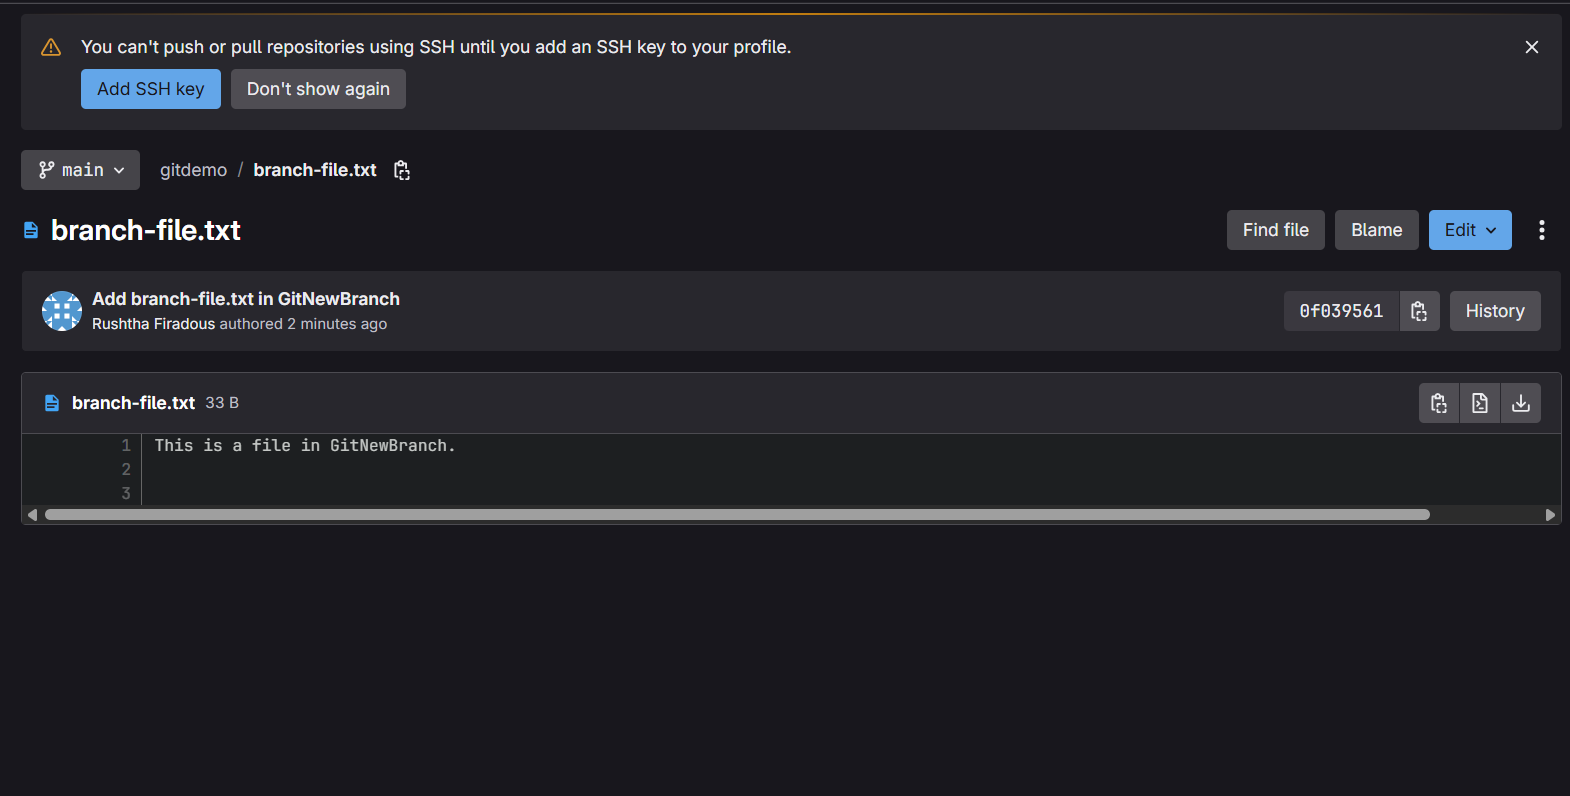 You can't push or pull repositories using SSH until you add an SSH key to your profile.
Add SSH key
Don't show again
main
gitdemo / branch-file.txt
branch-file.txt
Find file
Blame
Edit
Add branch-file.txt in GitNewBranch
Rushtha Firadous authored 2 minutes ago
0f039561
History
branch-file.txt 33 B
1 This is a file in GitNewBranch.
2
3